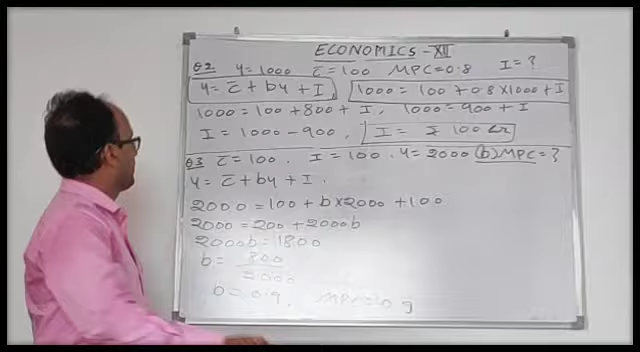 ECONOMICS - XII
Q2 Y=1000 C̅=100 MPC=0.8 I=?
Y = C̅ + bY + I 1000 = 100 + 0.8×1000 + I
1000 = 100 + 800 + I, 1000 = 900 + I
I = 1000 - 900, I = ₹ 100 Cr
Q3 C̅=100. I=100. Y=2000 (b) MPC=?
Y = C̅ + bY + I.
2000 = 100 + b×2000 + 100
2000 = 200 + 2000b
2000b = 1800
b = 800
2000
b = 0.9, MPC=0.9